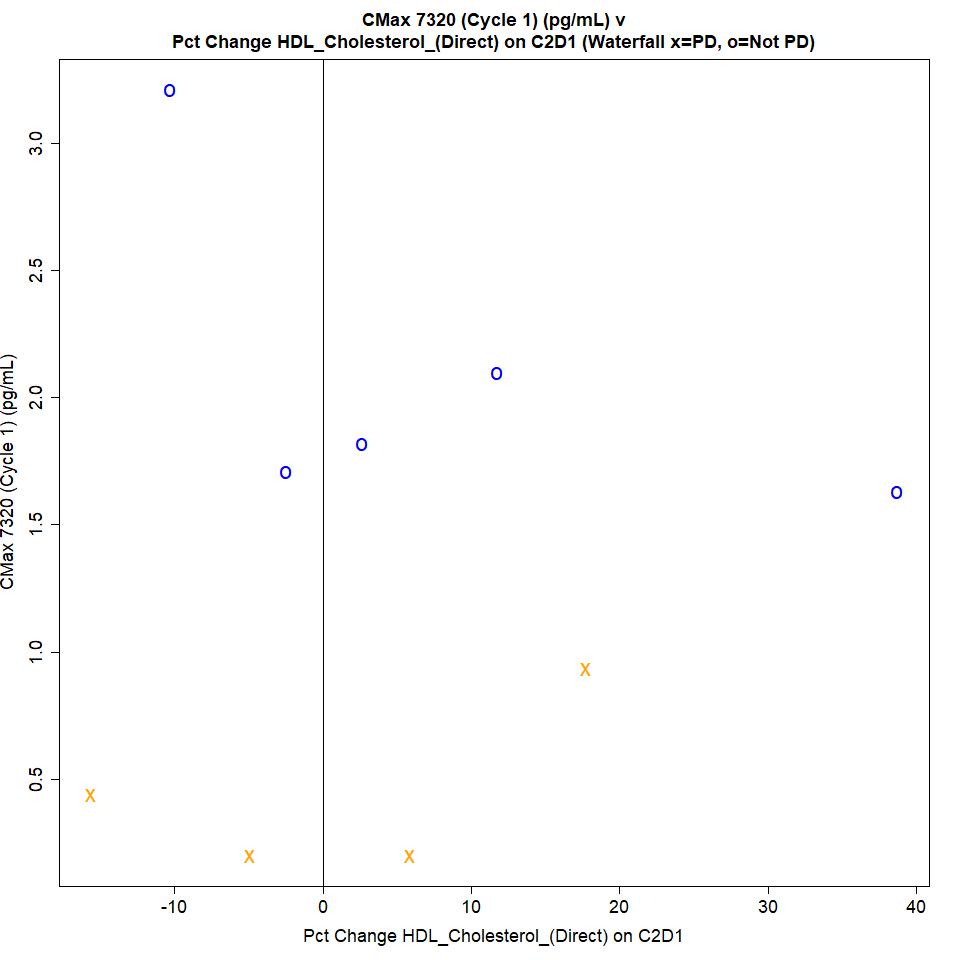 CMax 7320 (Cycle 1) (pg/mL) v
Pct Change HDL_Cholesterol_(Direct) on C2D1 (Waterfall x=PD, o=Not PD)
CMax 7320 (Cycle 1) (pg/mL)
3.0
2.5
2.0
1.5
1.0
0.5
O
O
O
O
O
X
X
X
X
-10
0
10
20
30
40
Pct Change HDL_Cholesterol_(Direct) on C2D1